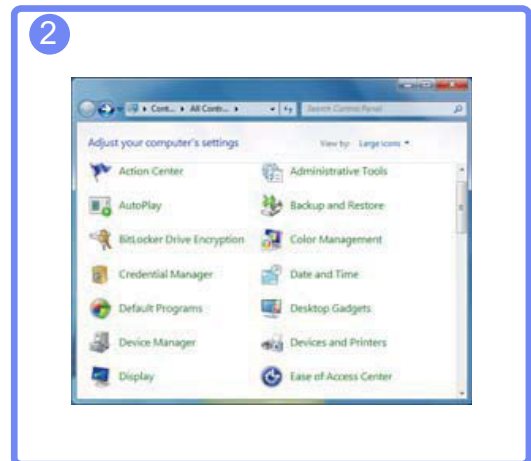 2
Cont... All Contr... Search Control Panel
Adjust your computer's settings View by: Large icons
Action Center Administrative Tools
AutoPlay Backup and Restore
BitLocker Drive Encryption Color Management
Credential Manager Date and Time
Default Programs Desktop Gadgets
Device Manager Devices and Printers
Display Ease of Access Center